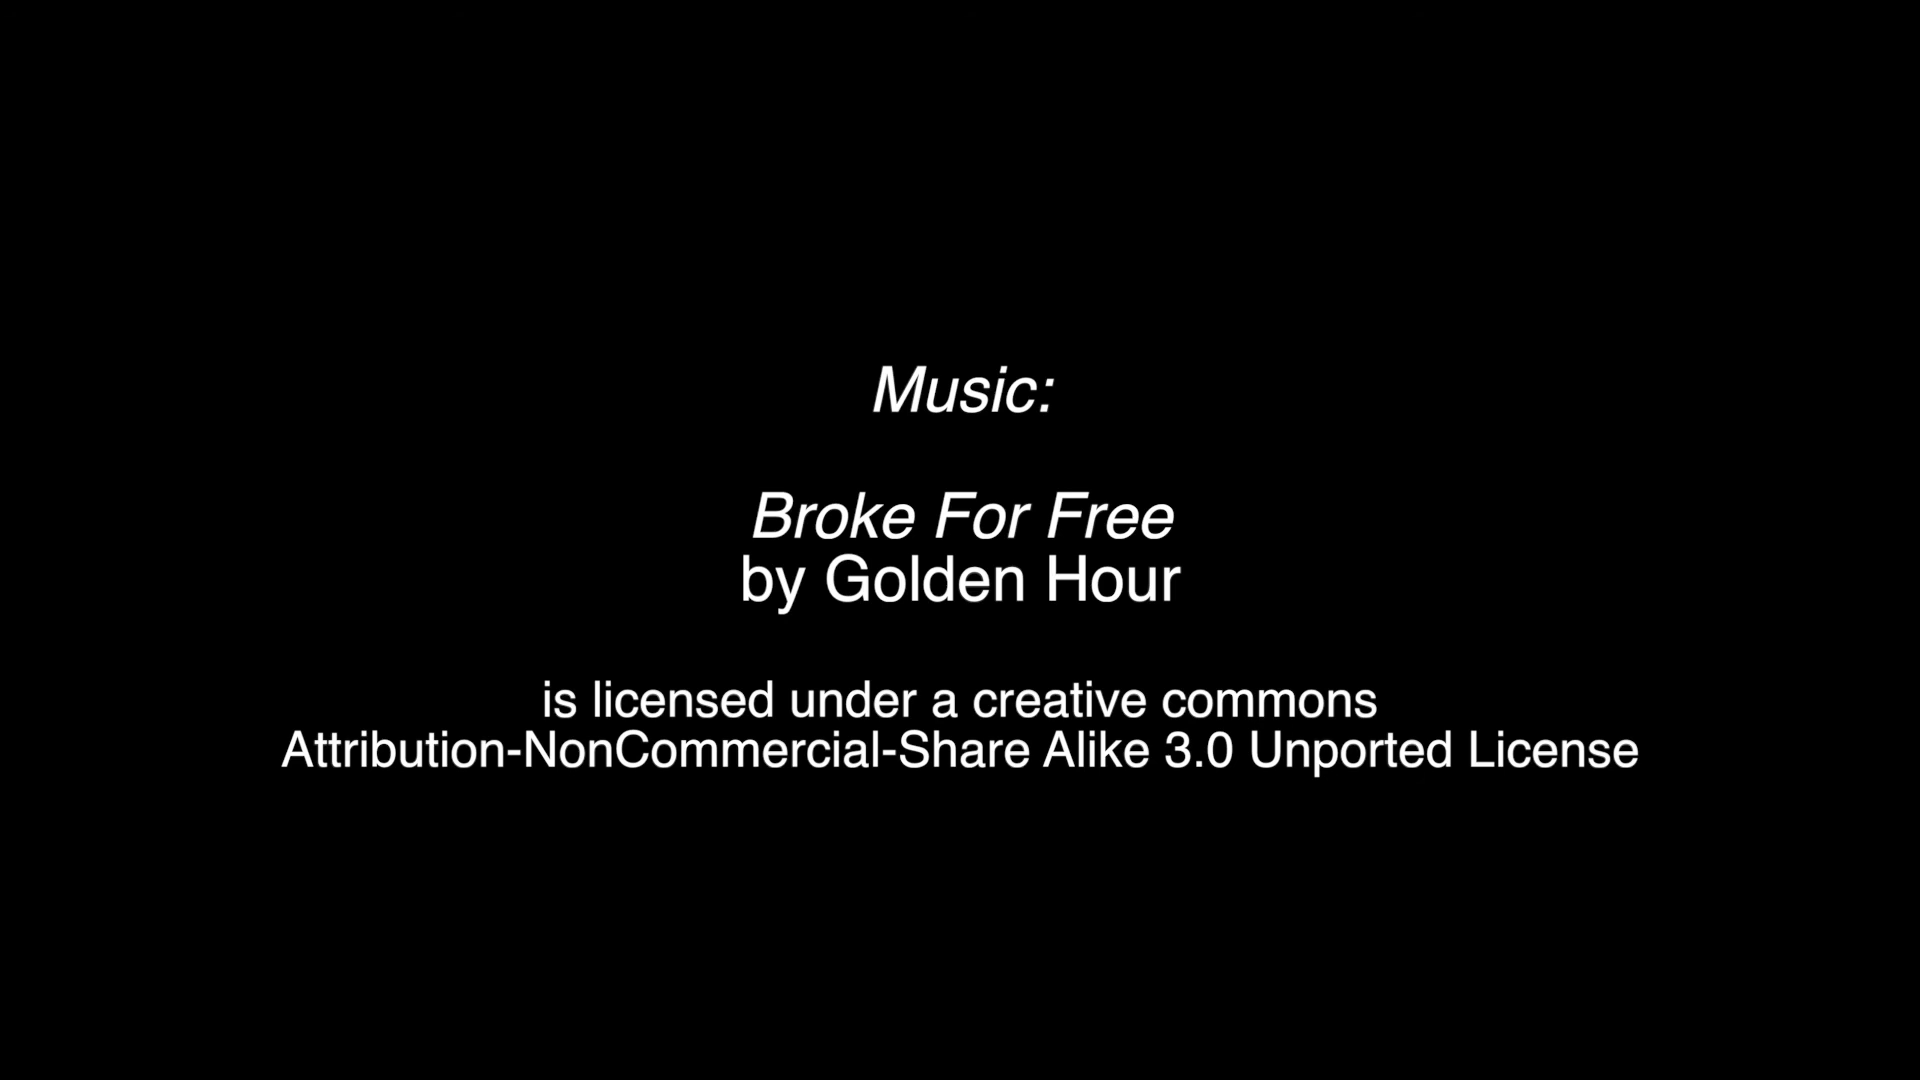 Music:
Broke For Free
by Golden Hour
is licensed under a creative commons
Attribution-NonCommercial-Share Alike 3.0 Unported License